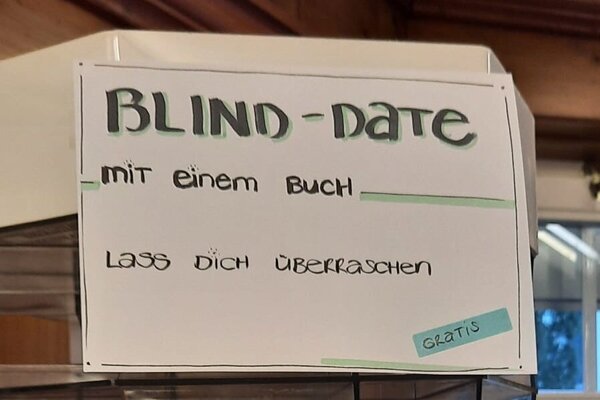 BLIND-DATE
mit einem BUCH
LASS DICH ÜBERRASCHEN
GRATIS